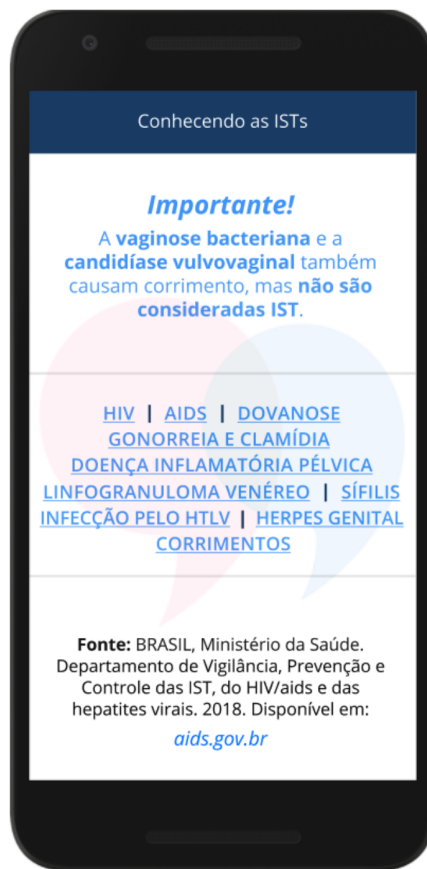 Conhecendo as ISTs
Importante!
A vaginose bacteriana e a
candidíase vulvovaginal também
causam corrimento, mas não são
consideradas IST.
HIV | AIDS | DOVANOSE
GONORREIA E CLAMÍDIA
DOENÇA INFLAMATÓRIA PÉLVICA
LINFOGRANULOMA VENÉREO | SÍFILIS
INFECÇÃO PELO HTLV | HERPES GENITAL
CORRIMENTOS
Fonte: BRASIL, Ministério da Saúde.
Departamento de Vigilância, Prevenção e
Controle das IST, do HIV/aids e das
hepatites virais. 2018. Disponível em:
aids.gov.br